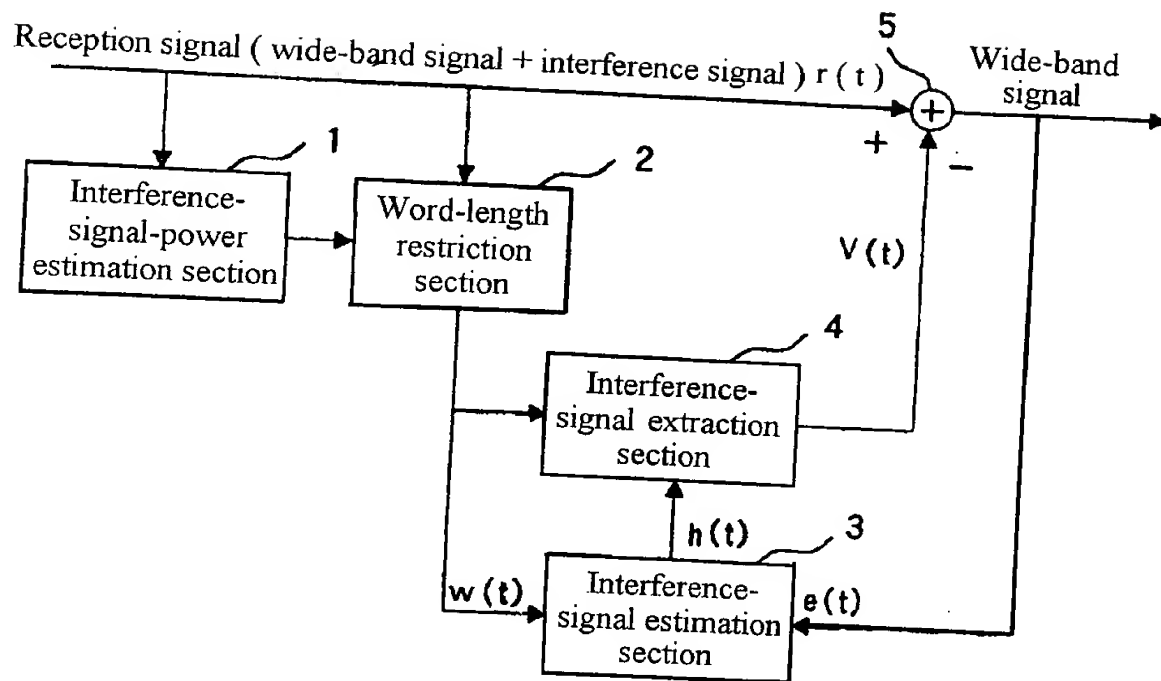 Reception signal ( wide-band signal + interference signal ) r ( t )
5
Wide-band
signal
+
+
−
1
Interference-
signal-power
estimation section
2
Word-length
restriction
section
V(t)
4
Interference-
signal extraction
section
h(t)
3
w(t)
Interference-
signal estimation
section
e(t)